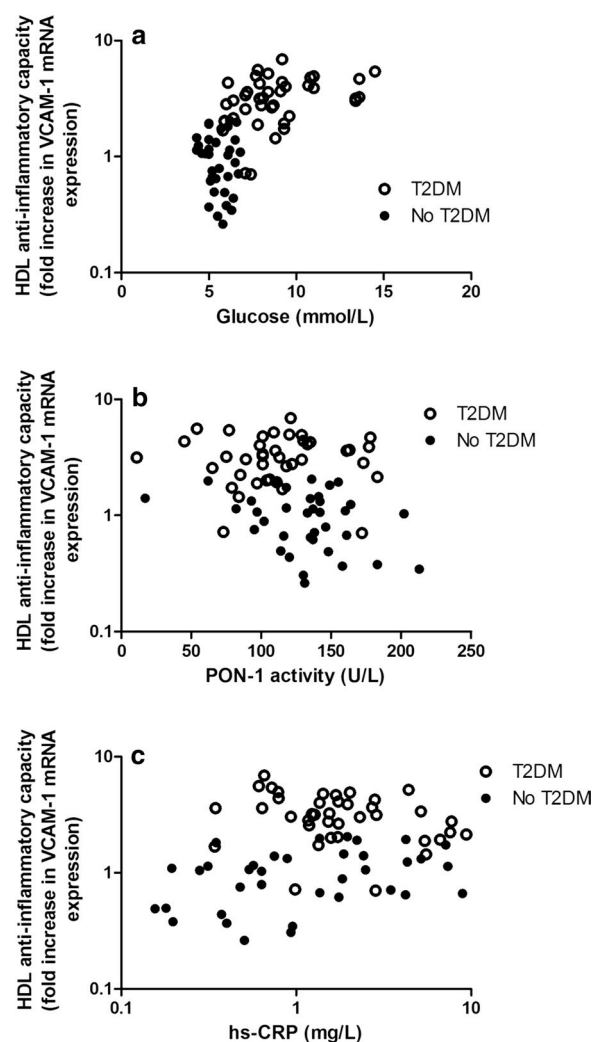 a
HDL anti-inflammatory capacity
(fold increase in VCAM-1 mRNA
expression)
10
1
0.1
T2DM
No T2DM
0 5 10 15 20
Glucose (mmol/L)
b
HDL anti-inflammatory capacity
(fold increase in VCAM-1 mRNA
expression)
10
1
0.1
T2DM
No T2DM
0 50 100 150 200 250
PON-1 activity (U/L)
c
HDL anti-inflammatory capacity
(fold increase in VCAM-1 mRNA
expression)
10
1
0.1
T2DM
No T2DM
0.1 1 10
hs-CRP (mg/L)